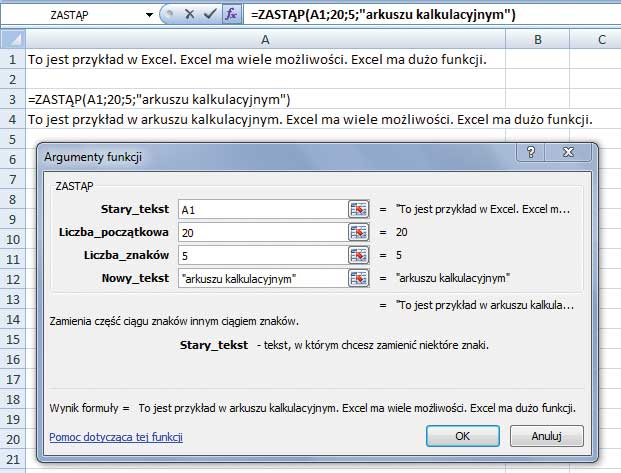 ZASTĄP =ZASTĄP(A1;20;5;"arkuszu kalkulacyjnym")
A B C
1 To jest przykład w Excel. Excel ma wiele możliwości. Excel ma dużo funkcji.
2
3 =ZASTĄP(A1;20;5;"arkuszu kalkulacyjnym")
4 To jest przykład w arkuszu kalkulacyjnym. Excel ma wiele możliwości. Excel ma dużo funkcji.
5
6
7
8
9
10
11
12
13
14
15
16
17
18
19
20
21
Argumenty funkcji
ZASTĄP
Stary_tekst A1 = "To jest przykład w Excel. Excel m...
Liczba_początkowa 20 = 20
Liczba_znaków 5 = 5
Nowy_tekst "arkuszu kalkulacyjnym" = "arkuszu kalkulacyjnym"
= "To jest przykład w arkuszu kalkula...
Zamienia część ciągu znaków innym ciągiem znaków.
Stary_tekst - tekst, w którym chcesz zamienić niektóre znaki.
Wynik formuły = To jest przykład w arkuszu kalkulacyjnym. Excel ma wiele możliwości. Excel ma dużo funkcji.
Pomoc dotycząca tej funkcji OK Anuluj